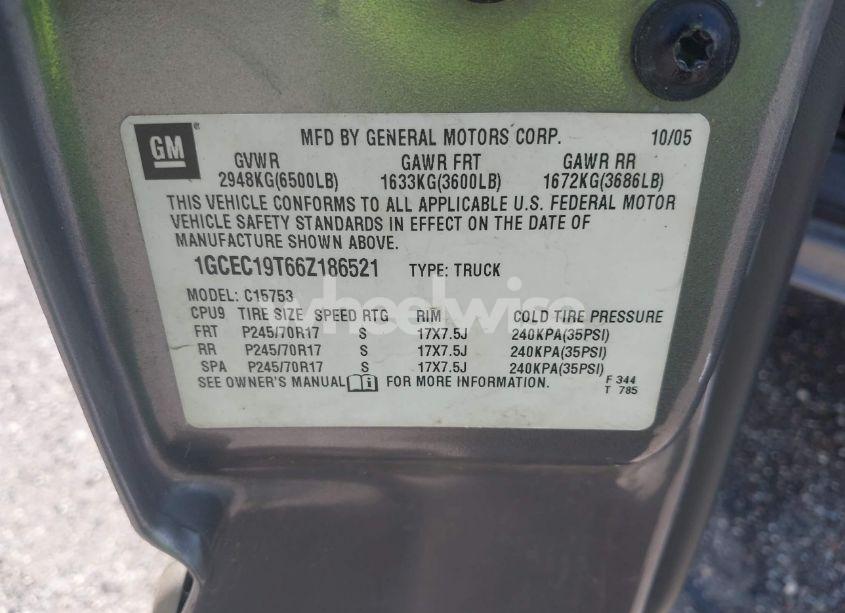 GM
MFD BY GENERAL MOTORS CORP. 10/05
GVWR GAWR FRT GAWR RR
2948KG(6500LB) 1633KG(3600LB) 1672KG(3686LB)
THIS VEHICLE CONFORMS TO ALL APPLICABLE U.S. FEDERAL MOTOR
VEHICLE SAFETY STANDARDS IN EFFECT ON THE DATE OF
MANUFACTURE SHOWN ABOVE.
1GCEC19T66Z186521 TYPE: TRUCK
MODEL: C15753
wheelwise
CPU9 TIRE SIZE SPEED RTG RIM COLD TIRE PRESSURE
FRT P245/70R17 S 17X7.5J 240KPA(35PSI)
RR P245/70R17 S 17X7.5J 240KPA(35PSI)
SPA P245/70R17 S 17X7.5J 240KPA(35PSI)
SEE OWNER'S MANUAL FOR MORE INFORMATION. F 344
T 785